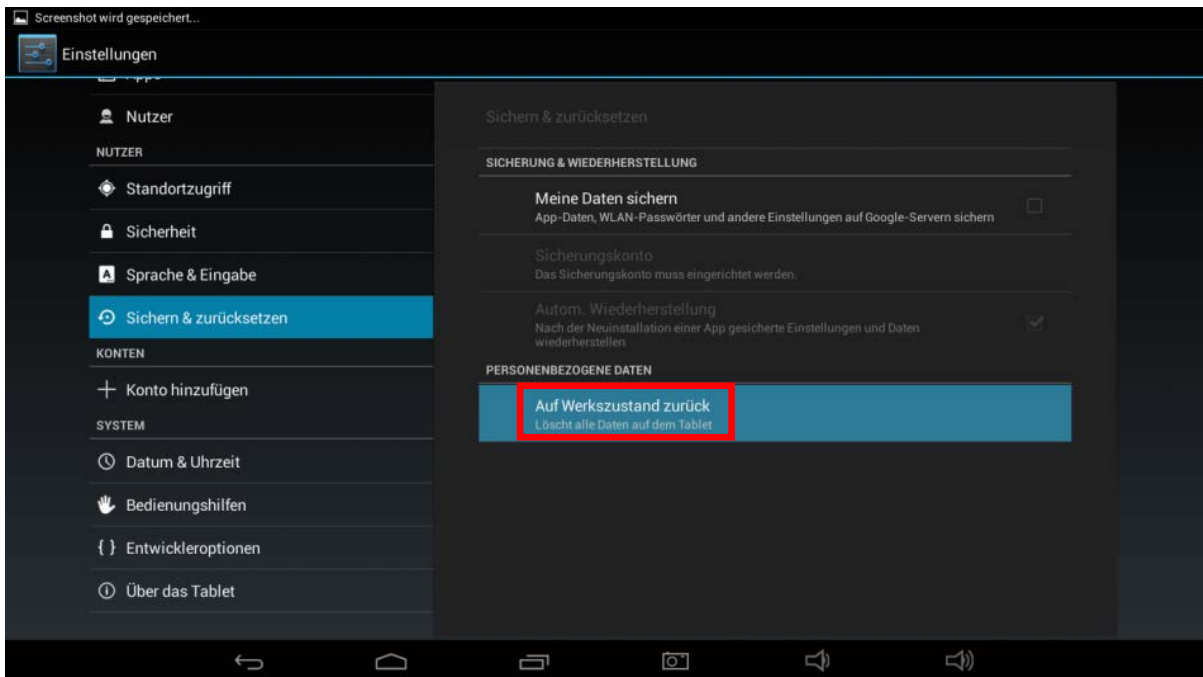 Screenshot wird gespeichert...
Einstellungen
Apps
Nutzer
NUTZER
Standortzugriff
Sicherheit
Sprache & Eingabe
Sichern & zurücksetzen
KONTEN
Konto hinzufügen
SYSTEM
Datum & Uhrzeit
Bedienungshilfen
{ } Entwickleroptionen
Über das Tablet
Sichern & zurücksetzen
SICHERUNG & WIEDERHERSTELLUNG
Meine Daten sichern
App-Daten, WLAN-Passwörter und andere Einstellungen auf Google-Servern sichern
Sicherungskonto
Das Sicherungskonto muss eingerichtet werden.
Autom. Wiederherstellung
Nach der Neuinstallation einer App gesicherte Einstellungen und Daten
wiederherstellen
PERSONENBEZOGENE DATEN
Auf Werkszustand zurück
Löscht alle Daten auf dem Tablet